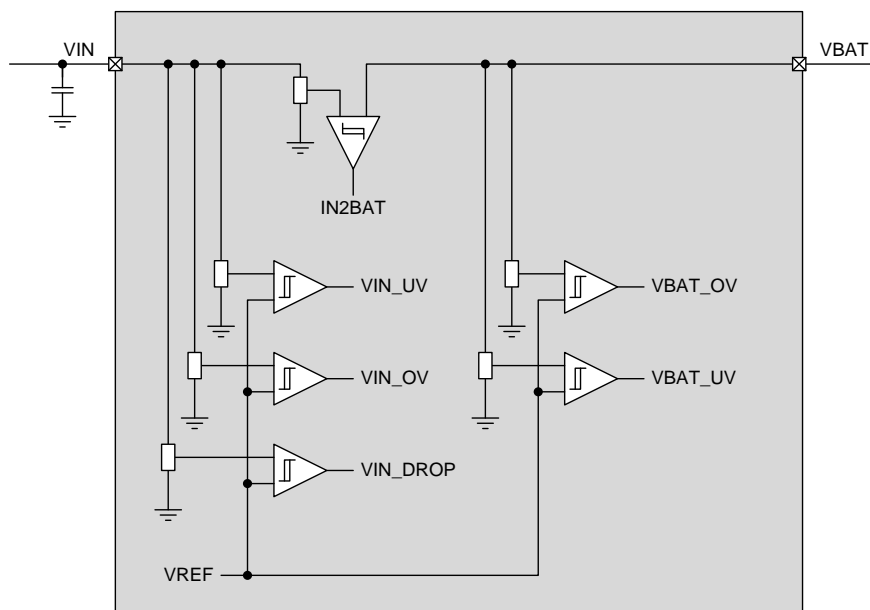 VIN
VBAT
IN2BAT
VIN_UV
VBAT_OV
VIN_OV
VBAT_UV
VIN_DROP
VREF